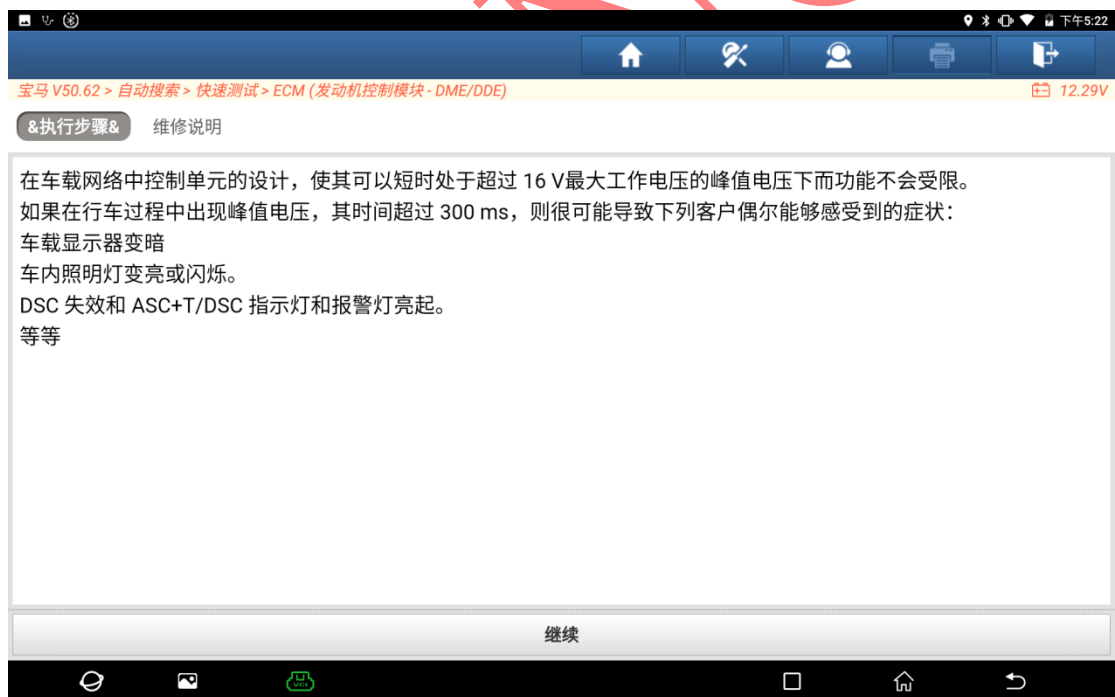 下午5:22
宝马 V50.62 > 自动搜索 > 快速测试 > ECM (发动机控制模块 - DME/DDE)
12.29V
&执行步骤& 维修说明
在车载网络中控制单元的设计，使其可以短时处于超过 16 V最大工作电压的峰值电压下而功能不会受限。
如果在行车过程中出现峰值电压，其时间超过 300 ms，则很可能导致下列客户偶尔能够感受到的症状：
车载显示器变暗
车内照明灯变亮或闪烁。
DSC 失效和 ASC+T/DSC 指示灯和报警灯亮起。
等等
继续
VCI